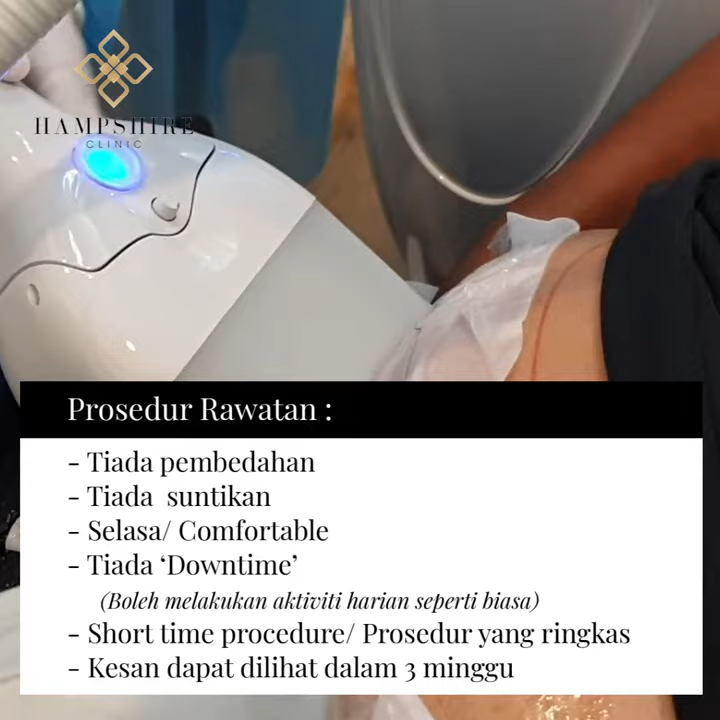 HAMPSHIRE
CLINIC
Prosedur Rawatan :
- Tiada pembedahan
- Tiada  suntikan
- Selasa/ Comfortable
- Tiada ‘Downtime’
(Boleh melakukan aktiviti harian seperti biasa)
- Short time procedure/ Prosedur yang ringkas
- Kesan dapat dilihat dalam 3 minggu